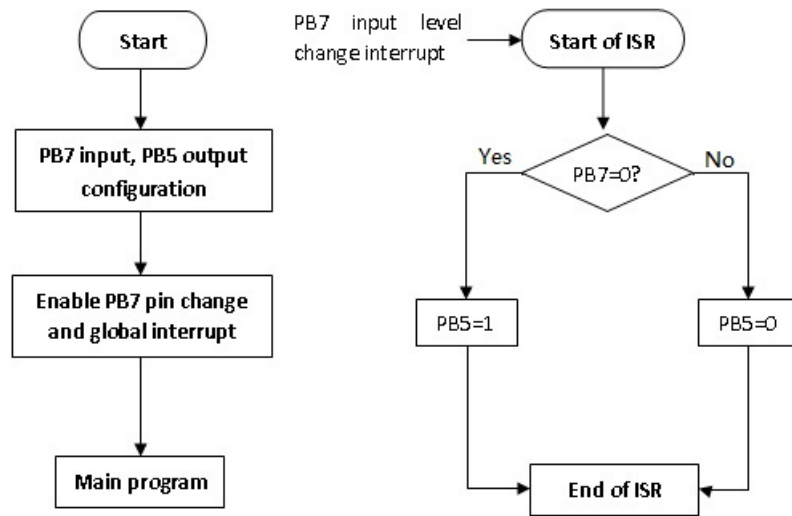 Start
PB7 input, PB5 output
configuration
Enable PB7 pin change
and global interrupt
Main program
PB7 input level
change interrupt
Start of ISR
Yes
PB7=0?
No
PB5=1
PB5=0
End of ISR